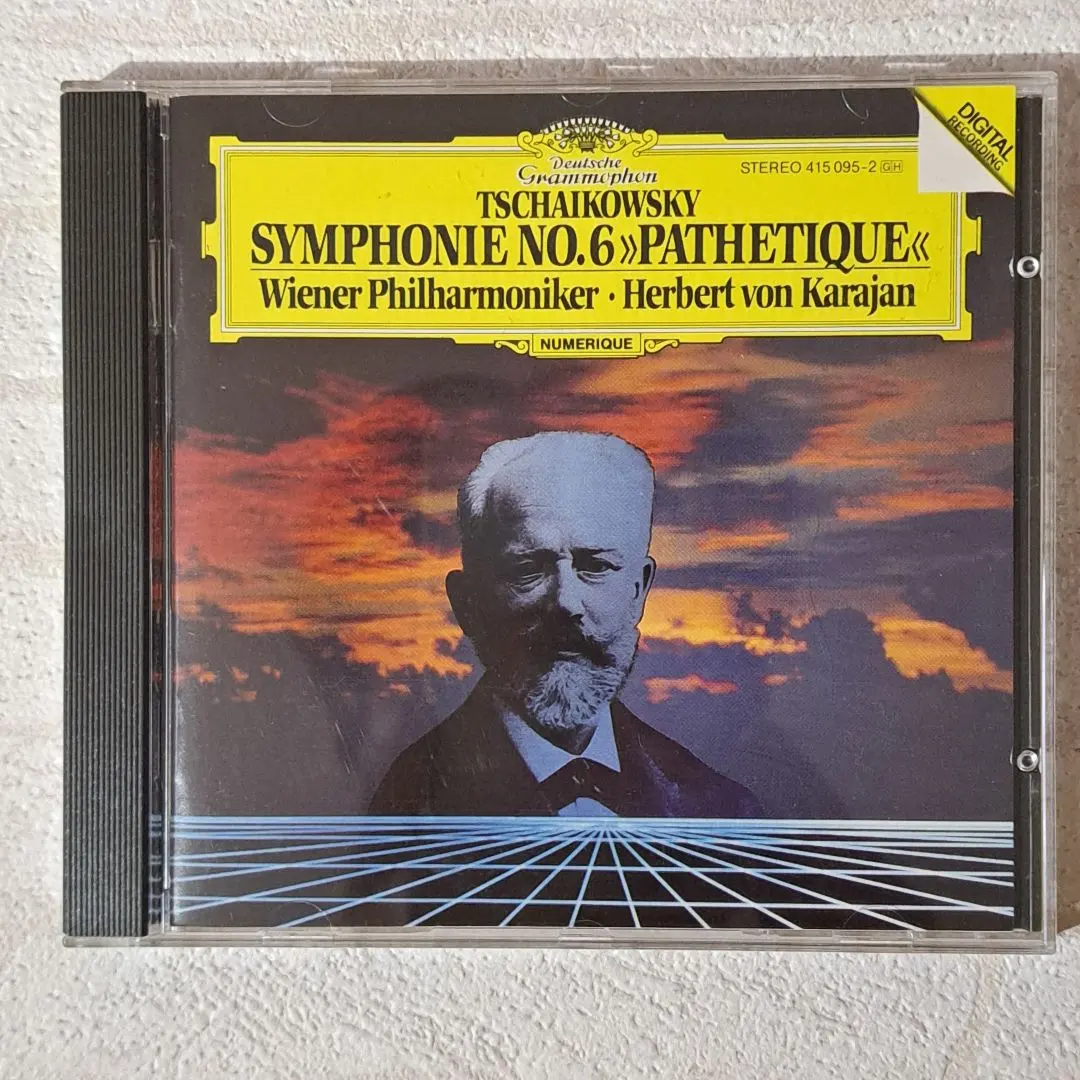 Deutsche
Grammophon
STEREO 415 095-2 GH
DIGITAL
RECORDING
TSCHAIKOWSKY
SYMPHONIE NO.6 »PATHETIQUE«
Wiener Philharmoniker · Herbert von Karajan
NUMERIQUE